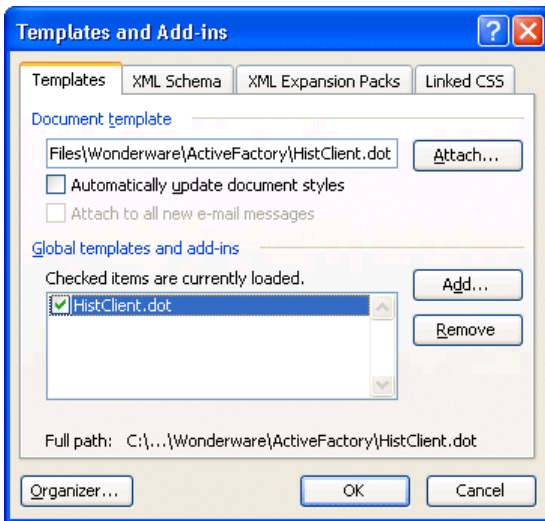 Templates and Add-ins
Templates XML Schema XML Expansion Packs Linked CSS
Document template
Files\Wonderware\ActiveFactory\HistClient.dot Attach...
Automatically update document styles
Attach to all new e-mail messages
Global templates and add-ins
Checked items are currently loaded. Add...
HistClient.dot
Remove
Full path: C:\...\Wonderware\ActiveFactory\HistClient.dot
Organizer... OK Cancel